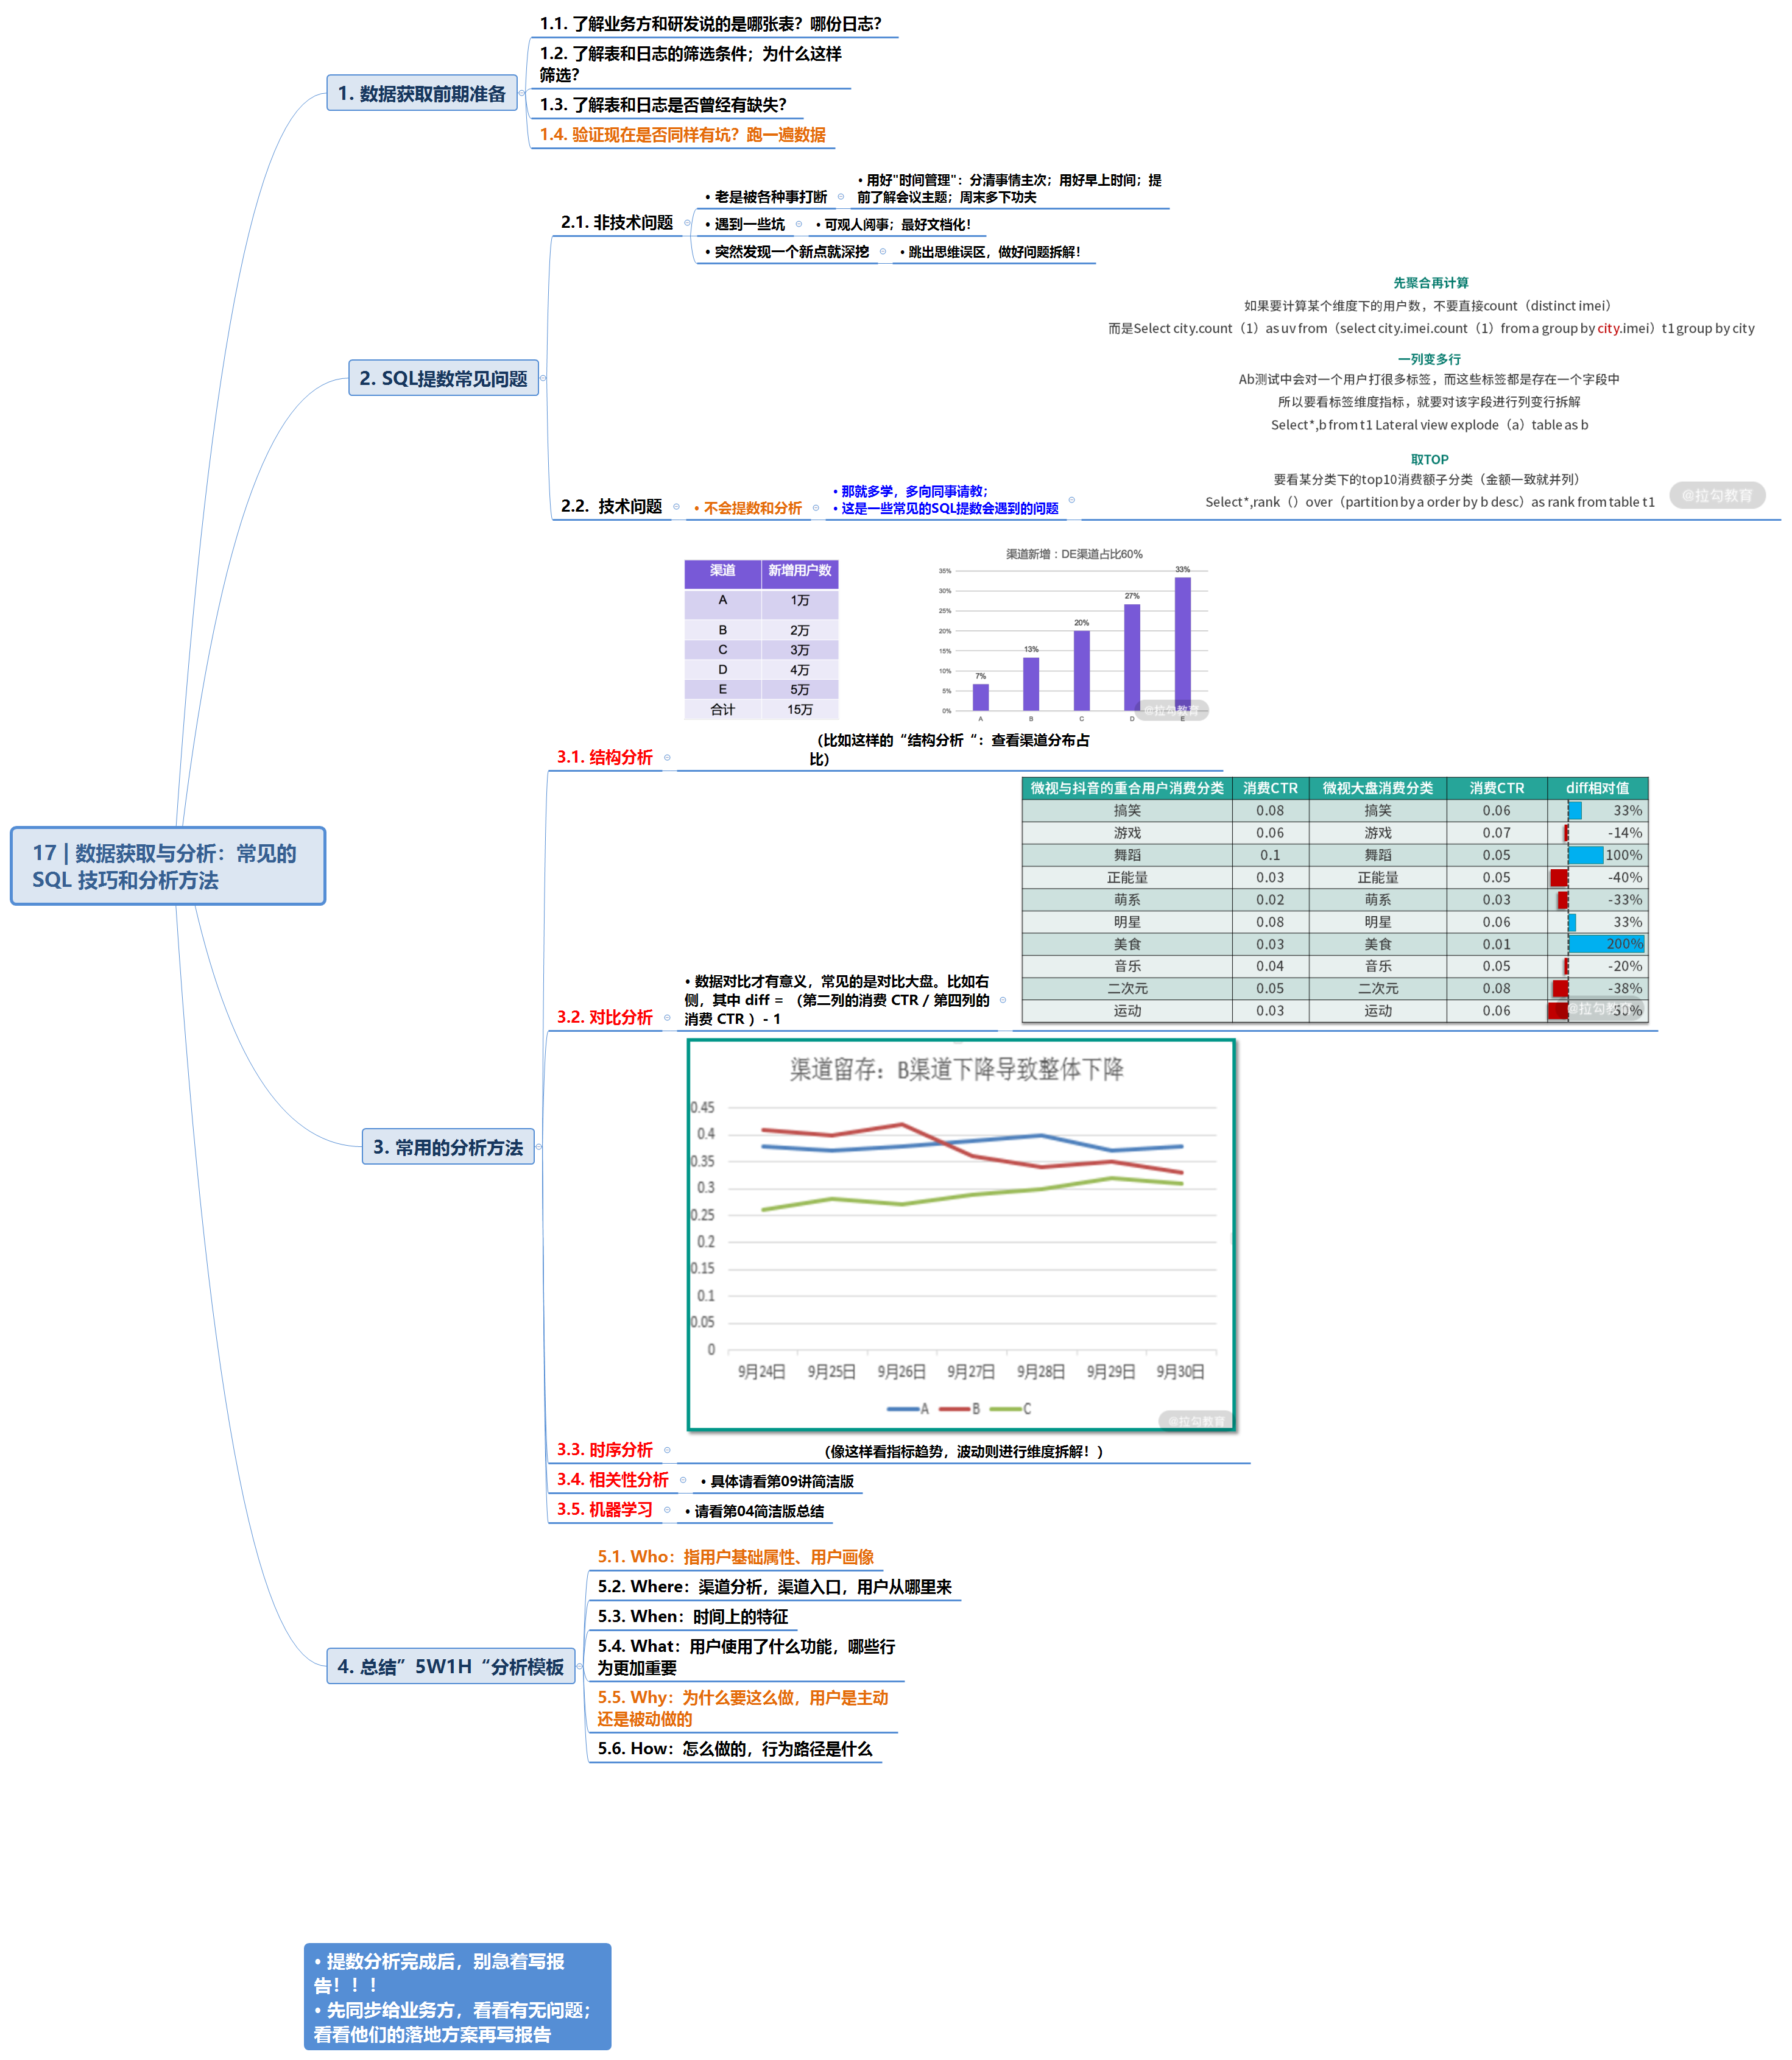 17 | 数据获取与分析：常见的
SQL 技巧和分析方法
1. 数据获取前期准备
1.1. 了解业务方和研发说的是哪张表？哪份日志？
1.2. 了解表和日志的筛选条件；为什么这样
筛选？
1.3. 了解表和日志是否曾经有缺失？
1.4. 验证现在是否同样有坑？跑一遍数据
2. SQL提数常见问题
2.1. 非技术问题
• 老是被各种事打断
• 用好"时间管理"：分清事情主次；用好早上时间；提
前了解会议主题；周末多下功夫
• 遇到一些坑
• 可观人阅事；最好文档化！
• 突然发现一个新点就深挖
• 跳出思维误区，做好问题拆解！
2.2. 技术问题
• 不会提数和分析
• 那就多学，多向同事请教；
• 这是一些常见的SQL提数会遇到的问题
先聚合再计算
如果要计算某个维度下的用户数，不要直接count（distinct imei）
而是Select city.count（1）as uv from（select city.imei.count（1）from a group by city.imei）t1 group by city
一列变多行
Ab测试中会对一个用户打很多标签，而这些标签都是存在一个字段中
所以要看标签维度指标，就要对该字段进行列变行拆解
Select*,b from t1 Lateral view explode（a）table as b
取TOP
要看某分类下的top10消费额子分类（金额一致就并列）
Select*,rank（）over（partition by a order by b desc）as rank from table t1
@拉勾教育
3. 常用的分析方法
渠道 新增用户数
A 1万
B 2万
C 3万
D 4万
E 5万
合计 15万
渠道新增：DE渠道占比60%
35%
30%
25%
20%
15%
10%
5%
0%
7%
13%
20%
27%
33%
A B C D E
@拉勾教育
3.1. 结构分析
（比如这样的“结构分析“：查看渠道分布占
比）
3.2. 对比分析
• 数据对比才有意义，常见的是对比大盘。比如右
侧，其中 diff = （第二列的消费 CTR / 第四列的
消费 CTR ）- 1
微视与抖音的重合用户消费分类 消费CTR 微视大盘消费分类 消费CTR diff相对值
搞笑 0.08 搞笑 0.06 33%
游戏 0.06 游戏 0.07 -14%
舞蹈 0.1 舞蹈 0.05 100%
正能量 0.03 正能量 0.05 -40%
萌系 0.02 萌系 0.03 -33%
明星 0.08 明星 0.06 33%
美食 0.03 美食 0.01 200%
音乐 0.04 音乐 0.05 -20%
二次元 0.05 二次元 0.08 -38%
运动 0.03 运动 0.06 -50%
@拉勾教育
渠道留存：B渠道下降导致整体下降
0.45
0.4
0.35
0.3
0.25
0.2
0.15
0.1
0.05
0
9月24日 9月25日 9月26日 9月27日 9月28日 9月29日 9月30日
A B C
@拉勾教育
3.3. 时序分析
（像这样看指标趋势，波动则进行维度拆解！）
3.4. 相关性分析
• 具体请看第09讲简洁版
3.5. 机器学习
• 请看第04简洁版总结
4. 总结”5W1H“分析模板
5.1. Who：指用户基础属性、用户画像
5.2. Where：渠道分析，渠道入口，用户从哪里来
5.3. When：时间上的特征
5.4. What：用户使用了什么功能，哪些行
为更加重要
5.5. Why：为什么要这么做，用户是主动
还是被动做的
5.6. How：怎么做的，行为路径是什么
• 提数分析完成后，别急着写报
告！！！
• 先同步给业务方，看看有无问题；
看看他们的落地方案再写报告